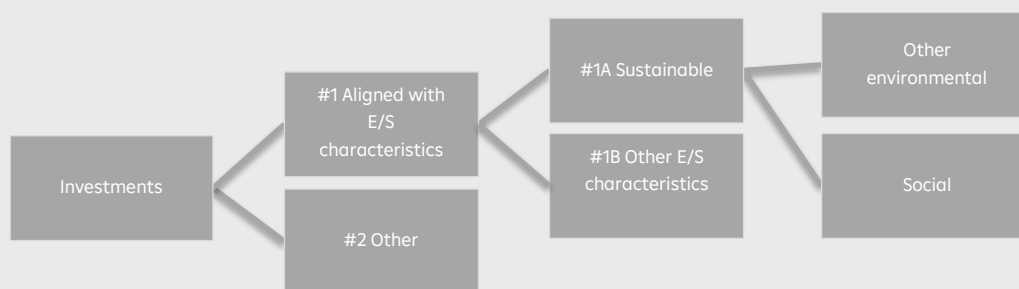 Investments
#1 Aligned with
E/S
characteristics
#2 Other
#1A Sustainable
#1B Other E/S
characteristics
Other
environmental
Social